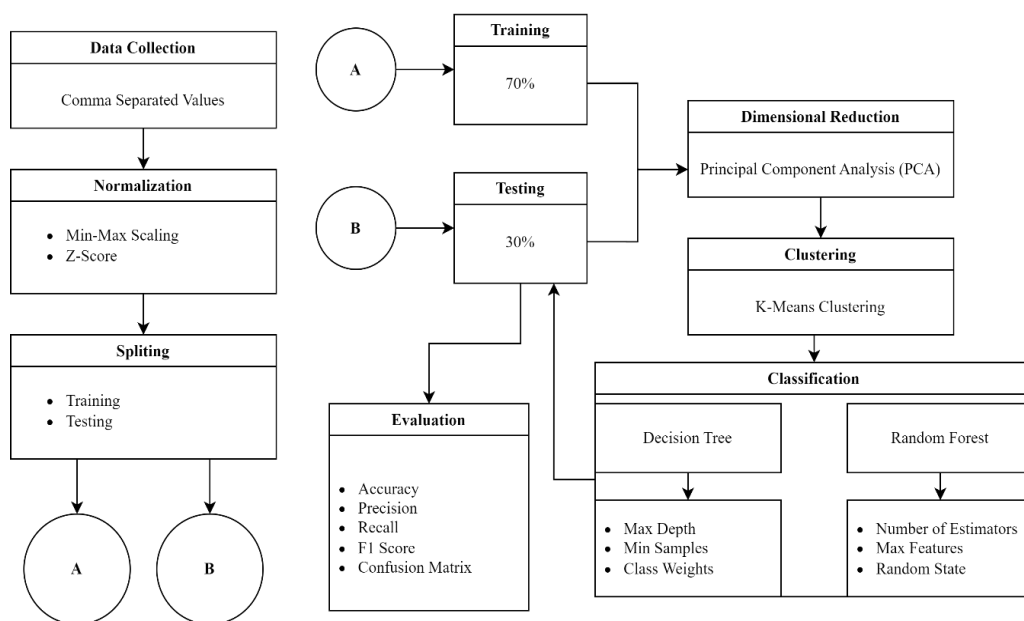 Data Collection
Comma Separated Values
Normalization
• Min-Max Scaling
• Z-Score
Spliting
• Training
• Testing
A
B
A
Training
70%
B
Testing
30%
Dimensional Reduction
Principal Component Analysis (PCA)
Clustering
K-Means Clustering
Classification
Decision Tree
• Max Depth
• Min Samples
• Class Weights
Random Forest
• Number of Estimators
• Max Features
• Random State
Evaluation
• Accuracy
• Precision
• Recall
• F1 Score
• Confusion Matrix